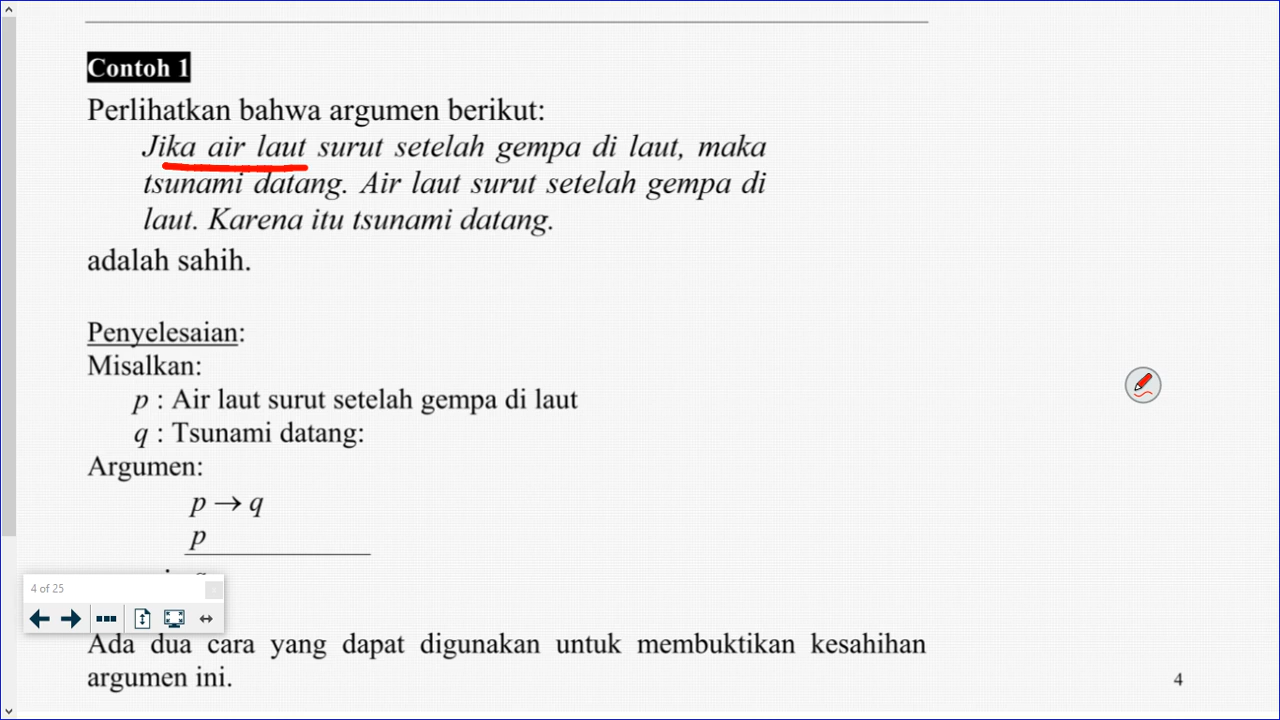 Contoh 1
Perlihatkan bahwa argumen berikut:
Jika air laut surut setelah gempa di laut, maka
tsunami datang. Air laut surut setelah gempa di
laut. Karena itu tsunami datang.
adalah sahih.
Penyelesaian:
Misalkan:
p : Air laut surut setelah gempa di laut
q : Tsunami datang:
Argumen:
p → q
p
4 of 25
Ada dua cara yang dapat digunakan untuk membuktikan kesahihan
argumen ini.
4